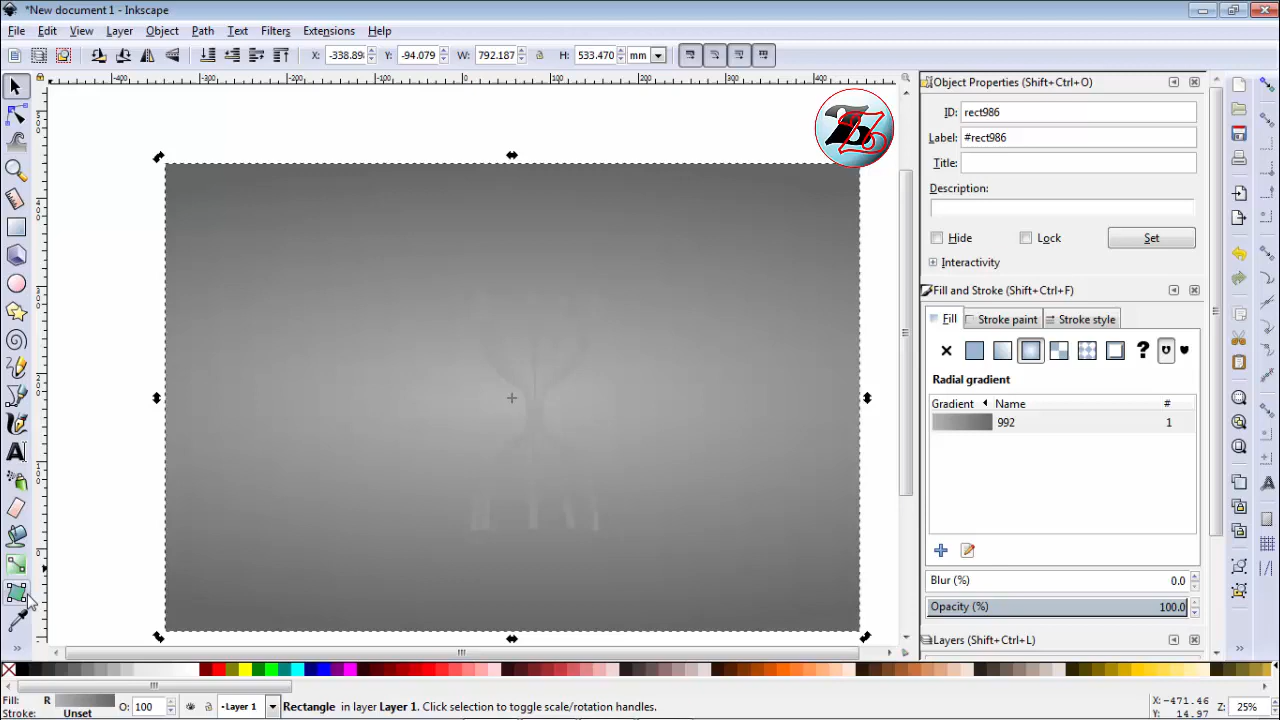 *New document 1 - Inkscape
File Edit View Layer Object Path Text Filters Extensions Help
X: -338.89 Y: -94.079 W: 792.187 H: 533.470 mm
Object Properties (Shift+Ctrl+O)
ID: rect986
Label: #rect986
Title:
Description:
Hide Lock Set
Interactivity
Fill and Stroke (Shift+Ctrl+F)
Fill Stroke paint Stroke style
Radial gradient
Gradient Name #
992 1
Blur (%) 0.0
Opacity (%) 100.0
Layers (Shift+Ctrl+L)
Fill: R O: 100 Layer 1 Rectangle in layer Layer 1. Click selection to toggle scale/rotation handles. X: -471.46 Z: 25%
Stroke: Unset Y: 14.97